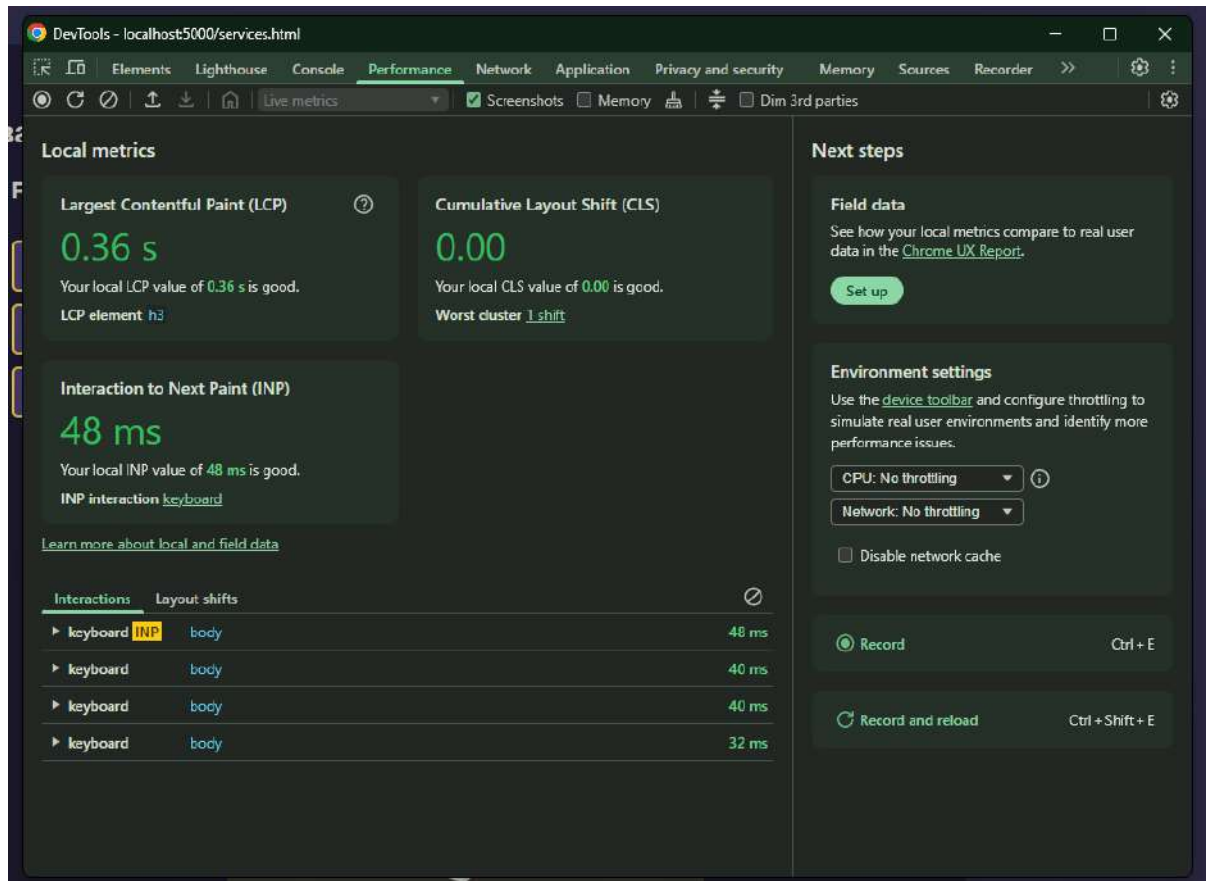 DevTools - localhost:5000/services.html
Elements Lighthouse Console Performance Network Application Privacy and security Memory Sources Recorder
Live metrics Screenshots Memory Dim 3rd parties
Local metrics
Largest Contentful Paint (LCP)
0.36 s
Your local LCP value of 0.36 s is good.
LCP element h3
Cumulative Layout Shift (CLS)
0.00
Your local CLS value of 0.00 is good.
Worst cluster 1 shift
Interaction to Next Paint (INP)
48 ms
Your local INP value of 48 ms is good.
INP interaction keyboard
Learn more about local and field data
Interactions Layout shifts
keyboard INP body 48 ms
keyboard body 40 ms
keyboard body 40 ms
keyboard body 32 ms
Next steps
Field data
See how your local metrics compare to real user
data in the Chrome UX Report.
Set up
Environment settings
Use the device toolbar and configure throttling to
simulate real user environments and identify more
performance issues.
CPU: No throttling
Network: No throttling
Disable network cache
Record Ctrl + E
Record and reload Ctrl + Shift + E